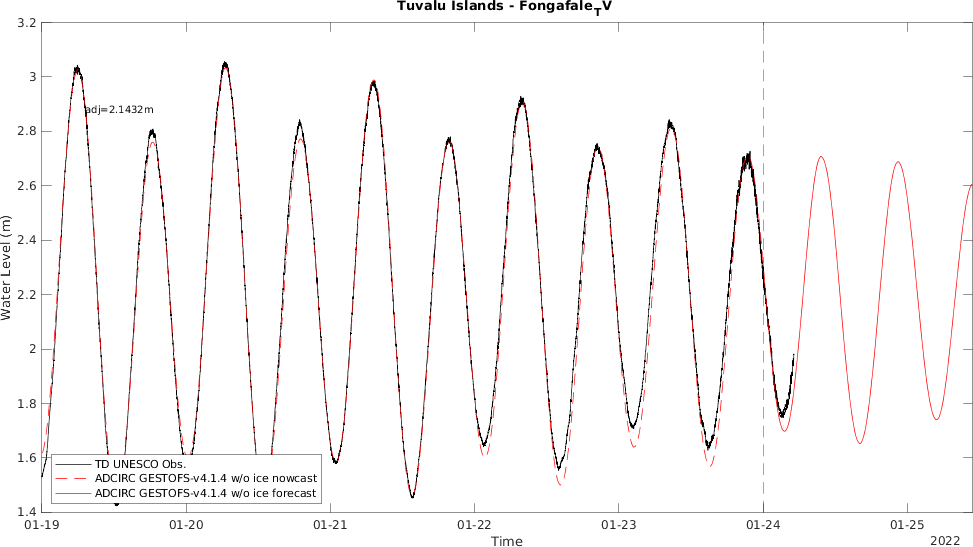 Tuvalu Islands - Fongafale_TV
3.2
3
adj=2.1432m
2.8
2.6
2.4
2.2
2
1.8
1.6
1.4
Water Level (m)
TD UNESCO Obs.
ADCIRC GESTOFS-v4.1.4 w/o ice nowcast
ADCIRC GESTOFS-v4.1.4 w/o ice forecast
01-19 01-20 01-21 01-22 01-23 01-24 01-25
Time
2022